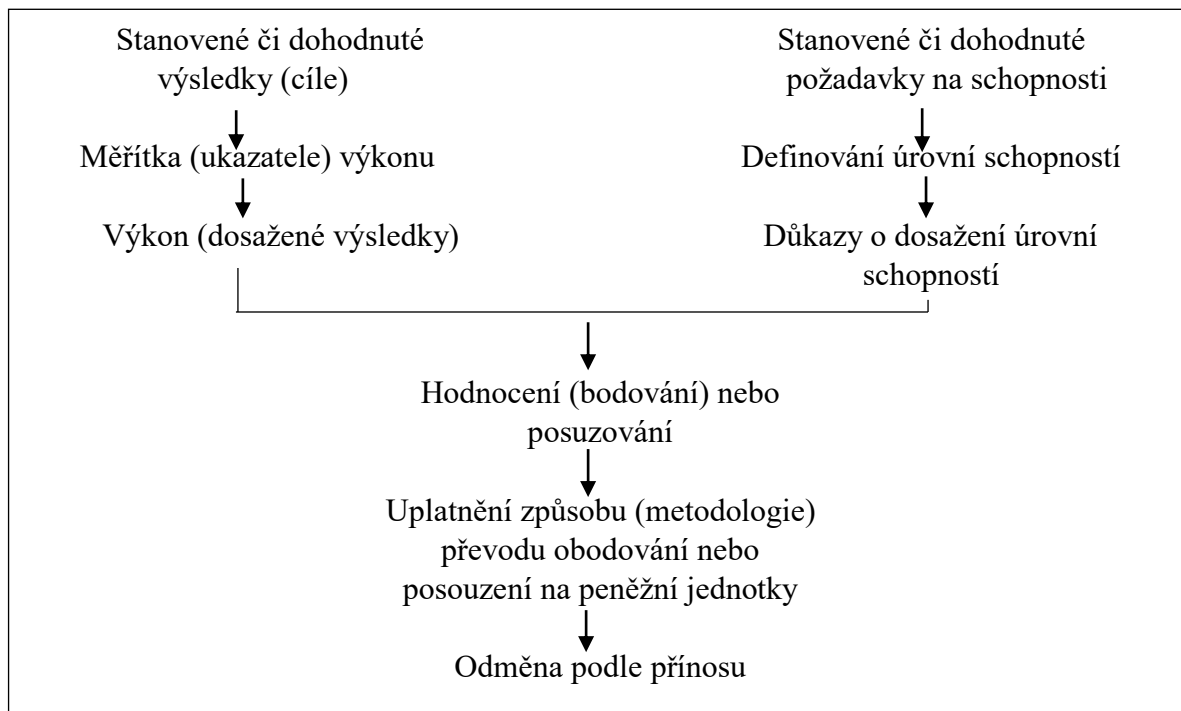 Stanovené či dohodnuté
výsledky (cíle)
Měřítka (ukazatele) výkonu
Výkon (dosažené výsledky)
Stanovené či dohodnuté
požadavky na schopnosti
Definování úrovní schopností
Důkazy o dosažení úrovní
schopností
Hodnocení (bodování) nebo
posuzování
Uplatnění způsobu (metodologie)
převodu obodování nebo
posouzení na peněžní jednotky
Odměna podle přínosu